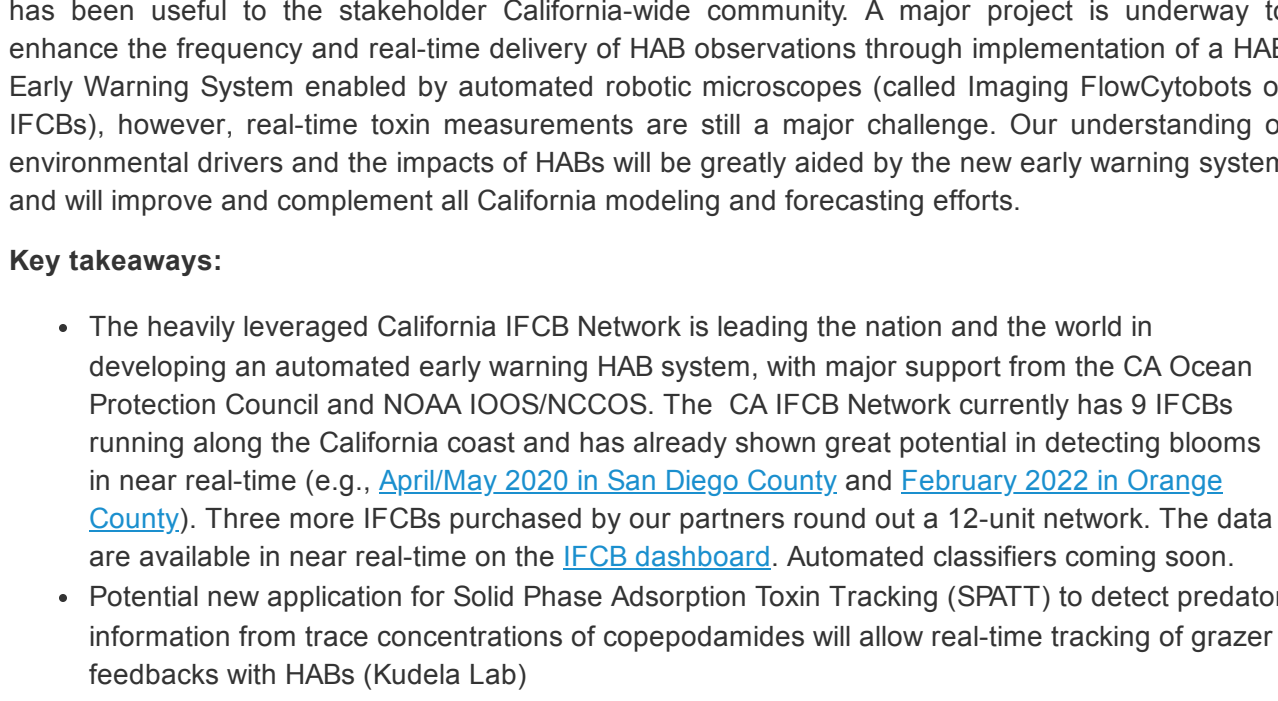 has been useful to the stakeholder California-wide community. A major project is underway to
enhance the frequency and real-time delivery of HAB observations through implementation of a HAB
Early Warning System enabled by automated robotic microscopes (called Imaging FlowCytobots o
IFCBs), however, real-time toxin measurements are still a major challenge. Our understanding o
environmental drivers and the impacts of HABs will be greatly aided by the new early warning system
and will improve and complement all California modeling and forecasting efforts.
Key takeaways:
• The heavily leveraged California IFCB Network is leading the nation and the world in
developing an automated early warning HAB system, with major support from the CA Ocean
Protection Council and NOAA IOOS/NCCOS. The  CA IFCB Network currently has 9 IFCBs
running along the California coast and has already shown great potential in detecting blooms
in near real-time (e.g., April/May 2020 in San Diego County and February 2022 in Orange
County). Three more IFCBs purchased by our partners round out a 12-unit network. The data
are available in near real-time on the IFCB dashboard. Automated classifiers coming soon.
• Potential new application for Solid Phase Adsorption Toxin Tracking (SPATT) to detect predator
information from trace concentrations of copepodamides will allow real-time tracking of grazer
feedbacks with HABs (Kudela Lab)